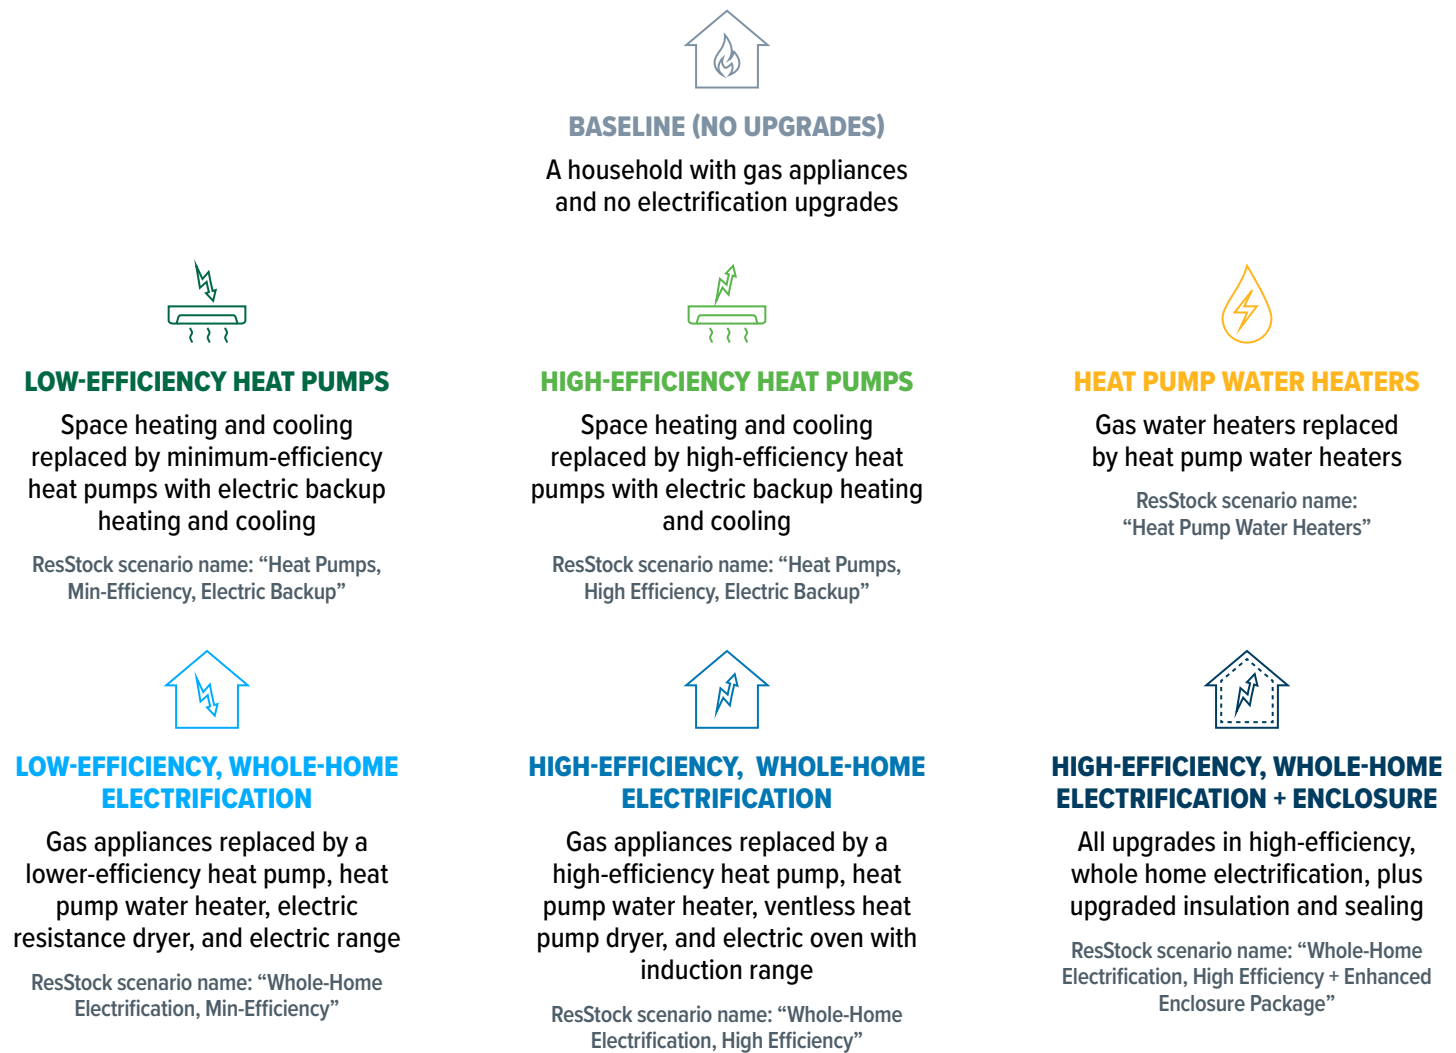 BASELINE (NO UPGRADES)
A household with gas appliances
and no electrification upgrades
LOW-EFFICIENCY HEAT PUMPS
Space heating and cooling
replaced by minimum-efficiency
heat pumps with electric backup
heating and cooling
ResStock scenario name: “Heat Pumps,
Min-Efficiency, Electric Backup”
HIGH-EFFICIENCY HEAT PUMPS
Space heating and cooling
replaced by high-efficiency heat
pumps with electric backup heating
and cooling
ResStock scenario name: “Heat Pumps,
High Efficiency, Electric Backup”
HEAT PUMP WATER HEATERS
Gas water heaters replaced
by heat pump water heaters
ResStock scenario name:
“Heat Pump Water Heaters”
LOW-EFFICIENCY, WHOLE-HOME
ELECTRIFICATION
Gas appliances replaced by a
lower-efficiency heat pump, heat
pump water heater, electric
resistance dryer, and electric range
ResStock scenario name: “Whole-Home
Electrification, Min-Efficiency”
HIGH-EFFICIENCY, WHOLE-HOME
ELECTRIFICATION
Gas appliances replaced by a
high-efficiency heat pump, heat
pump water heater, ventless heat
pump dryer, and electric oven with
induction range
ResStock scenario name: “Whole-Home
Electrification, High Efficiency”
HIGH-EFFICIENCY, WHOLE-HOME
ELECTRIFICATION + ENCLOSURE
All upgrades in high-efficiency,
whole home electrification, plus
upgraded insulation and sealing
ResStock scenario name: “Whole-Home
Electrification, High Efficiency + Enhanced
Enclosure Package”